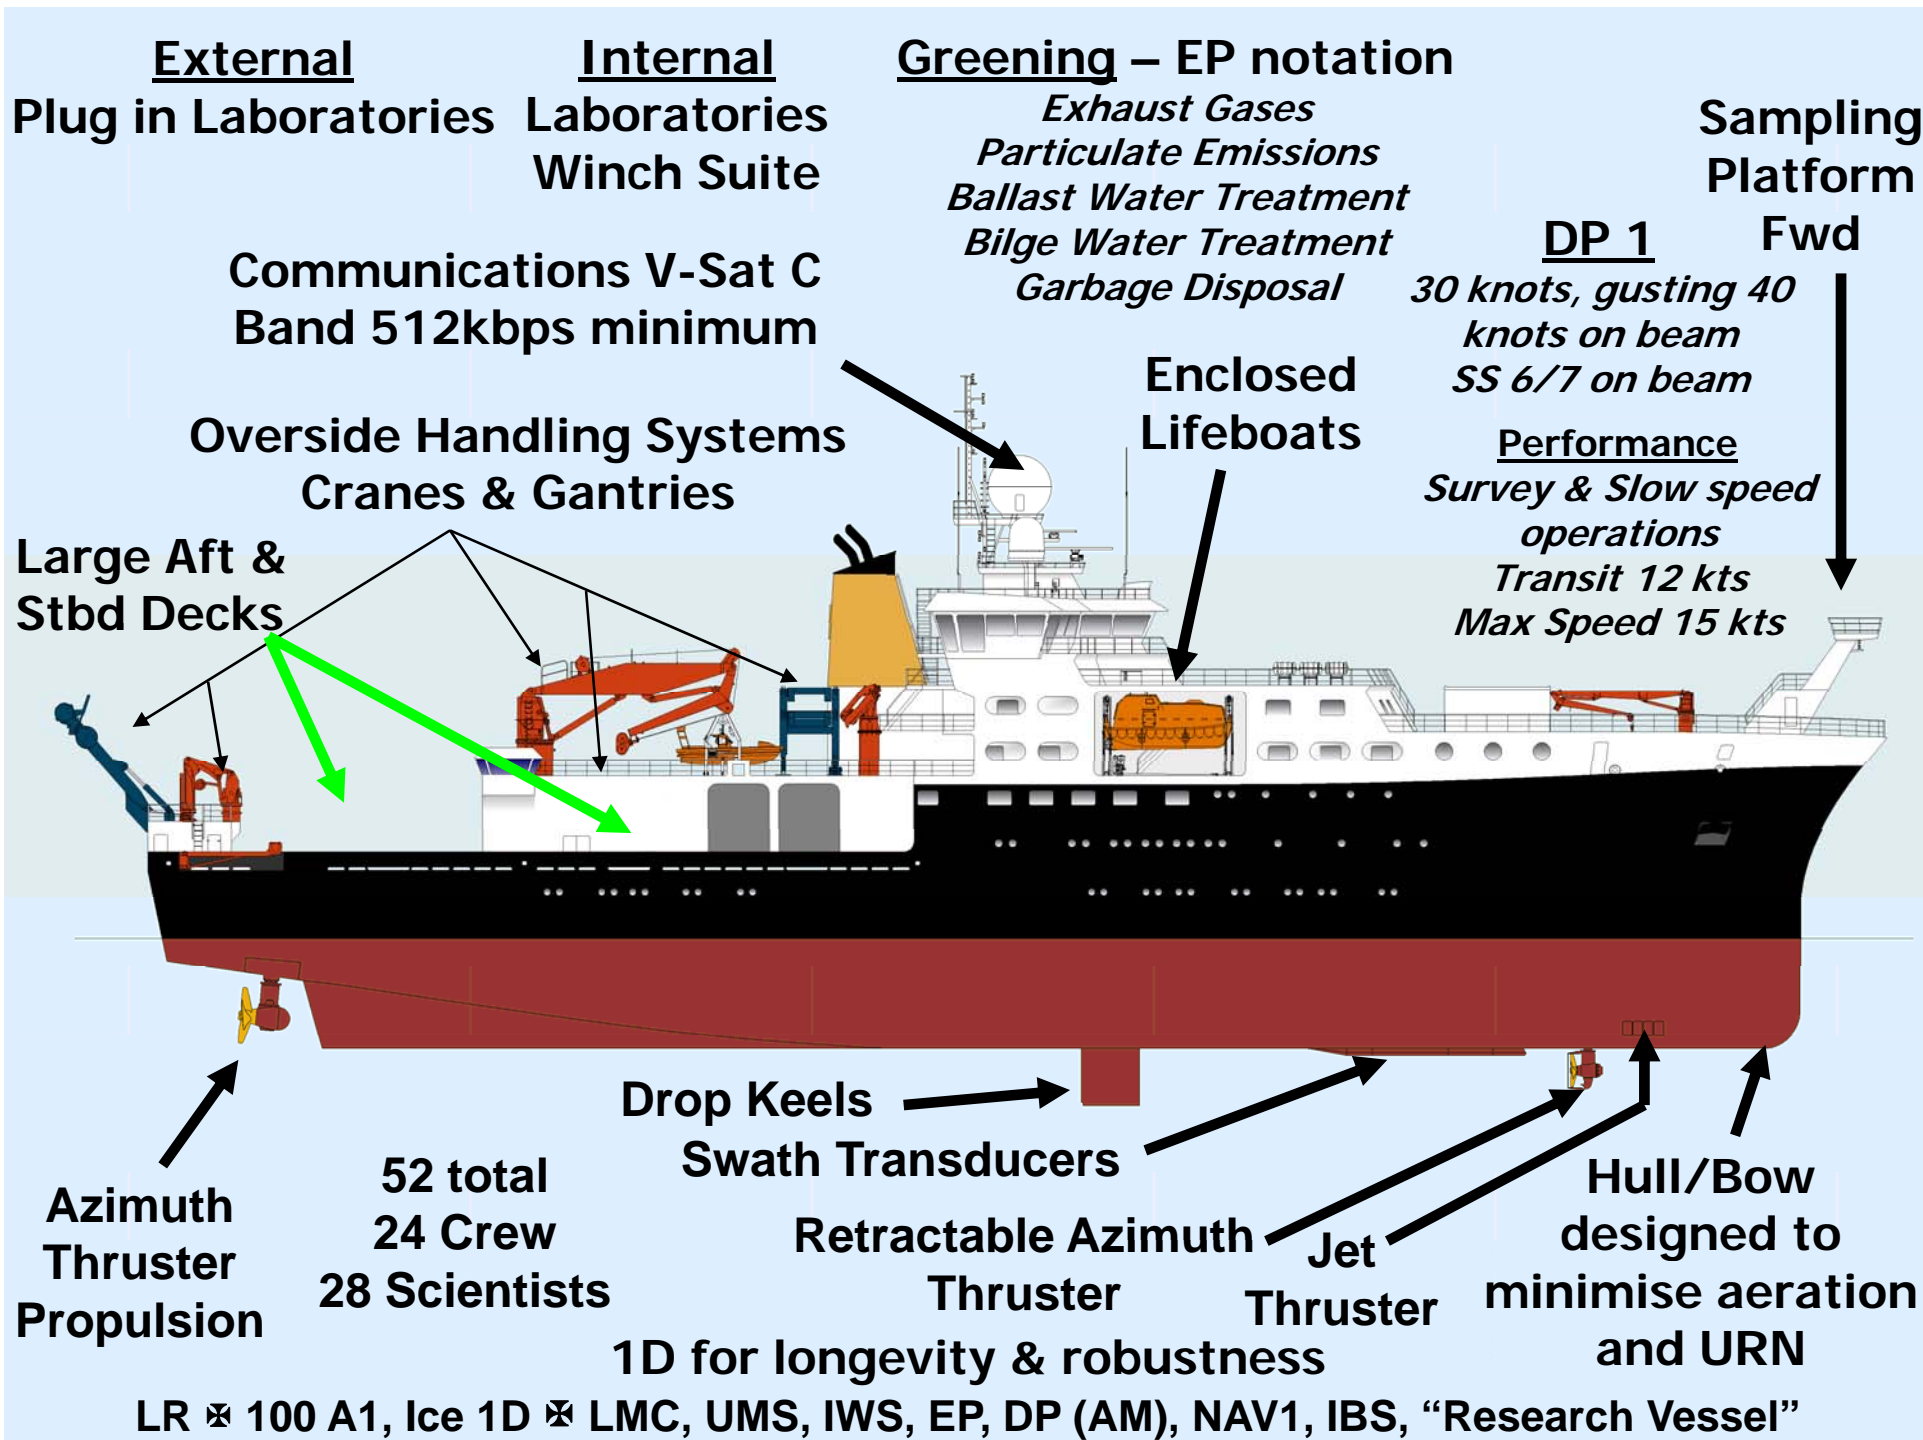 External
Plug in Laboratories
Internal
Laboratories
Winch Suite
Greening – EP notation
Exhaust Gases
Particulate Emissions
Ballast Water Treatment
Bilge Water Treatment
Garbage Disposal
Sampling
Platform
Fwd
DP 1
30 knots, gusting 40
knots on beam
SS 6/7 on beam
Communications V-Sat C
Band 512kbps minimum
Enclosed
Lifeboats
Performance
Survey & Slow speed
operations
Transit 12 kts
Max Speed 15 kts
Overside Handling Systems
Cranes & Gantries
Large Aft &
Stbd Decks
Drop Keels
Swath Transducers
Azimuth
Thruster
Propulsion
52 total
24 Crew
28 Scientists
Retractable Azimuth
Thruster
Jet
Thruster
Hull/Bow
designed to
minimise aeration
and URN
1D for longevity & robustness
LR ✠ 100 A1, Ice 1D ✠ LMC, UMS, IWS, EP, DP (AM), NAV1, IBS, “Research Vessel”